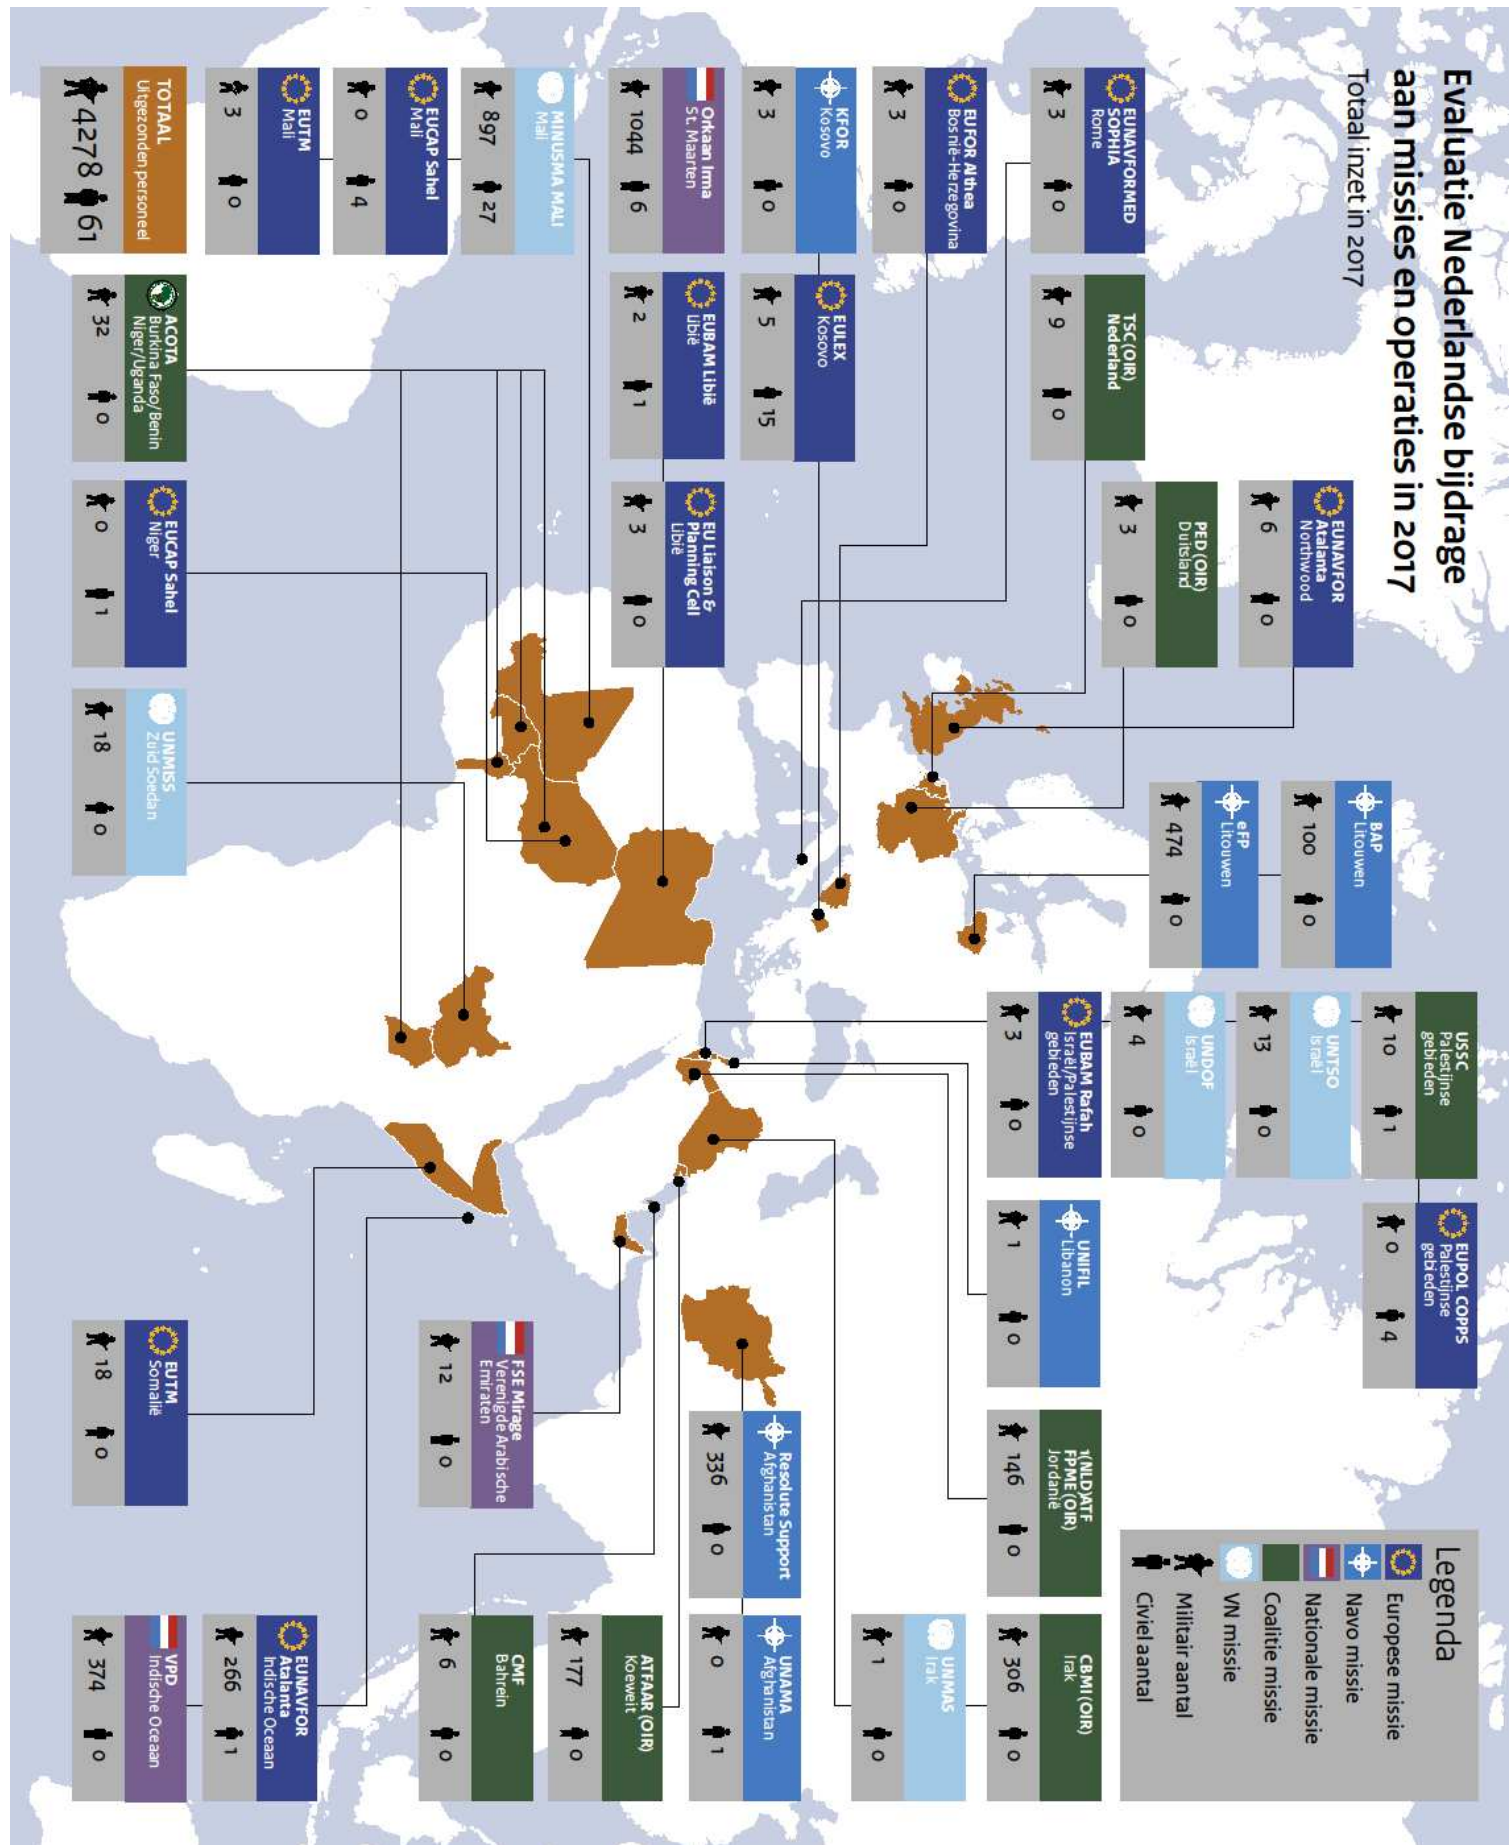 Evaluatie Nederlandse bijdrage
aan missies en operaties in 2017
Totaal inzet in 2017
EUNAVFOR
Atalanta
Northwood
6 0
BAP
Litouwen
100 0
USSC
Palestijnse
gebieden
10 1
EUPOL COPPS
Palestijnse
gebieden
0 4
Legenda
Europese missie
Navo missie
Nationale missie
Coalitie missie
VN missie
Militair aantal
Civiel aantal
PED (OIR)
Duitsland
3 0
eFP
Litouwen
474 0
UNTSO
Israël
13 0
UNDOF
Israël
4 0
EUNAVFORMED
SOPHIA
Rome
3 0
TSC (OIR)
Nederland
9 0
EUBAM Rafah
Israël/Palestijnse
gebieden
3 0
UNIFIL
Libanon
1 0
1(NLD)ATF
FPME (OIR)
Jordanië
146 0
CBMI (OIR)
Irak
306 0
EUFOR Althea
Bosnië-Herzegovina
3 0
UNMAS
Irak
1 0
KFOR
Kosovo
3 0
EULEX
Kosovo
5 15
Resolute Support
Afghanistan
336 0
UNAMA
Afghanistan
0 1
Orkaan Irma
St. Maarten
1044 6
EUBAM Libië
Libië
2 1
EU Liaison &
Planning Cell
Libië
3 0
ATFAAR (OIR)
Koeweit
177 0
MINUSMA MALI
Mali
897 27
FSE Mirage
Verenigde Arabische
Emiraten
12 0
CMF
Bahrein
6 0
EUCAP Sahel
Mali
0 4
EUTM
Mali
3 0
EUNAVFOR
Atalanta
Indische Oceaan
266 1
TOTAAL
Uitgezonden personeel
4278 61
ACOTA
Burkina Faso/Benin
Niger/Uganda
32 0
EUCAP Sahel
Niger
0 1
UNMISS
Zuid Soedan
18 0
EUTM
Somalië
18 0
VPD
Indische Oceaan
374 0